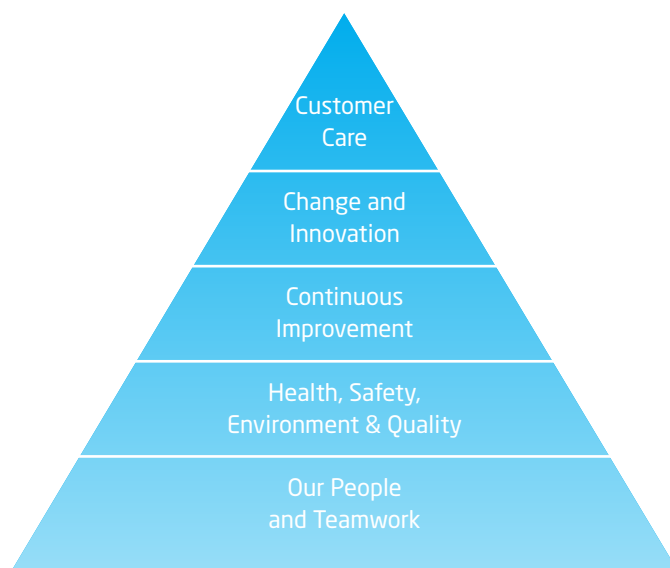 Customer
Care
Change and
Innovation
Continuous
Improvement
Health, Safety,
Environment & Quality
Our People
and Teamwork